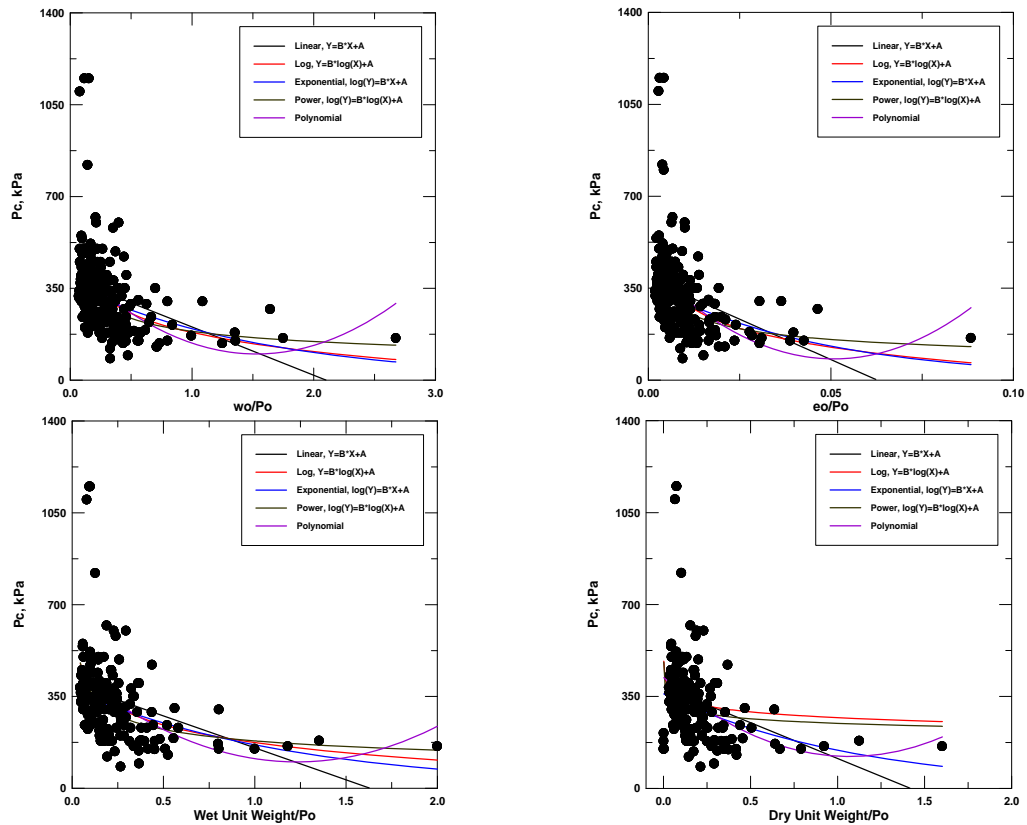 1400
1050
700
350
0
Pc, kPa
Linear, Y=B*X+A
Log, Y=B*log(X)+A
Exponential, log(Y)=B*X+A
Power, log(Y)=B*log(X)+A
Polynomial
0.0 1.0 2.0 3.0
wo/Po
1400
1050
700
350
0
Pc, kPa
Linear, Y=B*X+A
Log, Y=B*log(X)+A
Exponential, log(Y)=B*X+A
Power, log(Y)=B*log(X)+A
Polynomial
0.00 0.05 0.10
eo/Po
1400
1050
700
350
0
Pc, kPa
Linear, Y=B*X+A
Log, Y=B*log(X)+A
Exponential, log(Y)=B*X+A
Power, log(Y)=B*log(X)+A
Polynomial
0.0 0.5 1.0 1.5 2.0
Wet Unit Weight/Po
1400
1050
700
350
0
Pc, kPa
Linear, Y=B*X+A
Log, Y=B*log(X)+A
Exponential, log(Y)=B*X+A
Power, log(Y)=B*log(X)+A
Polynomial
0.0 0.5 1.0 1.5 2.0
Dry Unit Weight/Po